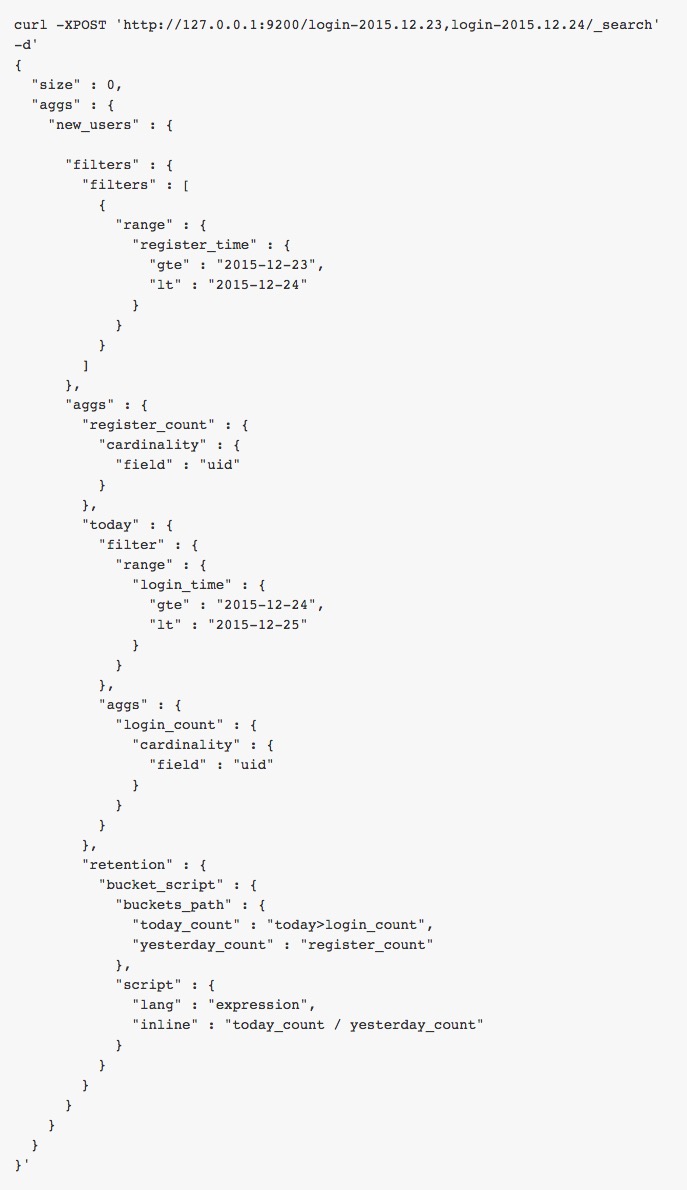 curl -XPOST 'http://127.0.0.1:9200/login-2015.12.23,login-2015.12.24/_search'
-d'
{
  "size" : 0,
  "aggs" : {
    "new_users" : {

      "filters" : {
        "filters" : [
          {
            "range" : {
              "register_time" : {
                "gte" : "2015-12-23",
                "lt" : "2015-12-24"
              }
            }
          }
        ]
      },
      "aggs" : {
        "register_count" : {
          "cardinality" : {
            "field" : "uid"
          }
        },
        "today" : {
          "filter" : {
            "range" : {
              "login_time" : {
                "gte" : "2015-12-24",
                "lt" : "2015-12-25"
              }
            }
          },
          "aggs" : {
            "login_count" : {
              "cardinality" : {
                "field" : "uid"
              }
            }
          }
        },
        "retention" : {
          "bucket_script" : {
            "buckets_path" : {
              "today_count" : "today>login_count",
              "yesterday_count" : "register_count"
            },
            "script" : {
              "lang" : "expression",
              "inline" : "today_count / yesterday_count"
            }
          }
        }
      }
    }
  }
}'